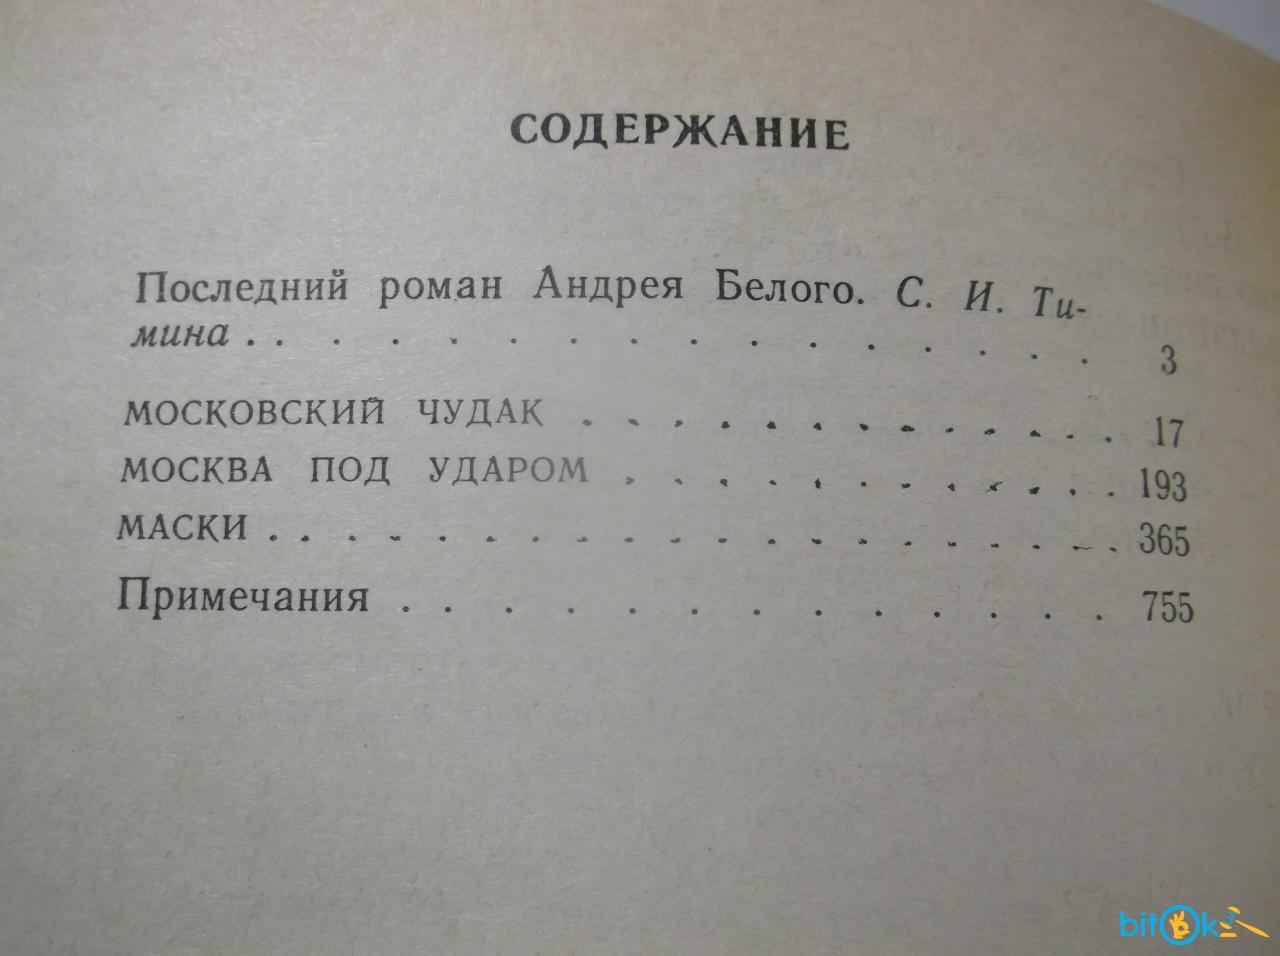 СОДЕРЖАНИЕ
Последний роман Андрея Белого. С. И. Ти-
мина . . . . . . . . . . . . . . . . 3
МОСКОВСКИЙ ЧУДАК . . . . . . . . . . . . . 17
МОСКВА ПОД УДАРОМ . . . . . . . . . . . . 193
МАСКИ . . . . . . . . . . . . . . . . . . . . 365
Примечания . . . . . . . . . . . . . 755